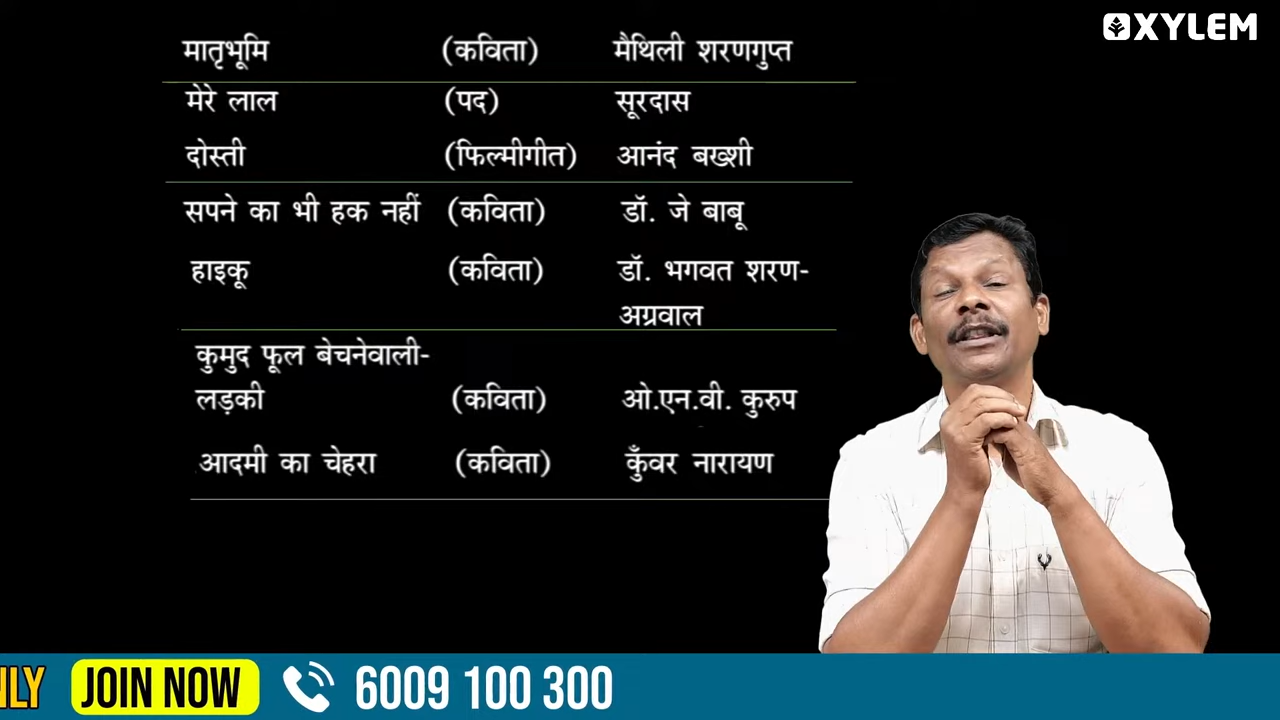 XYLEM
मातृभूमि (कविता) मैथिली शरणगुप्त
मेरे लाल (पद) सूरदास
दोस्ती (फिल्मीगीत) आनंद बख्शी
सपने का भी हक नहीं (कविता) डॉ. जे बाबू
हाइकू (कविता) डॉ. भगवत शरण-
अग्रवाल
कुमुद फूल बेचनेवाली-
लड़की (कविता) ओ.एन.वी. कुरुप
आदमी का चेहरा (कविता) कुँवर नारायण
JOIN NOW 6009 100 300